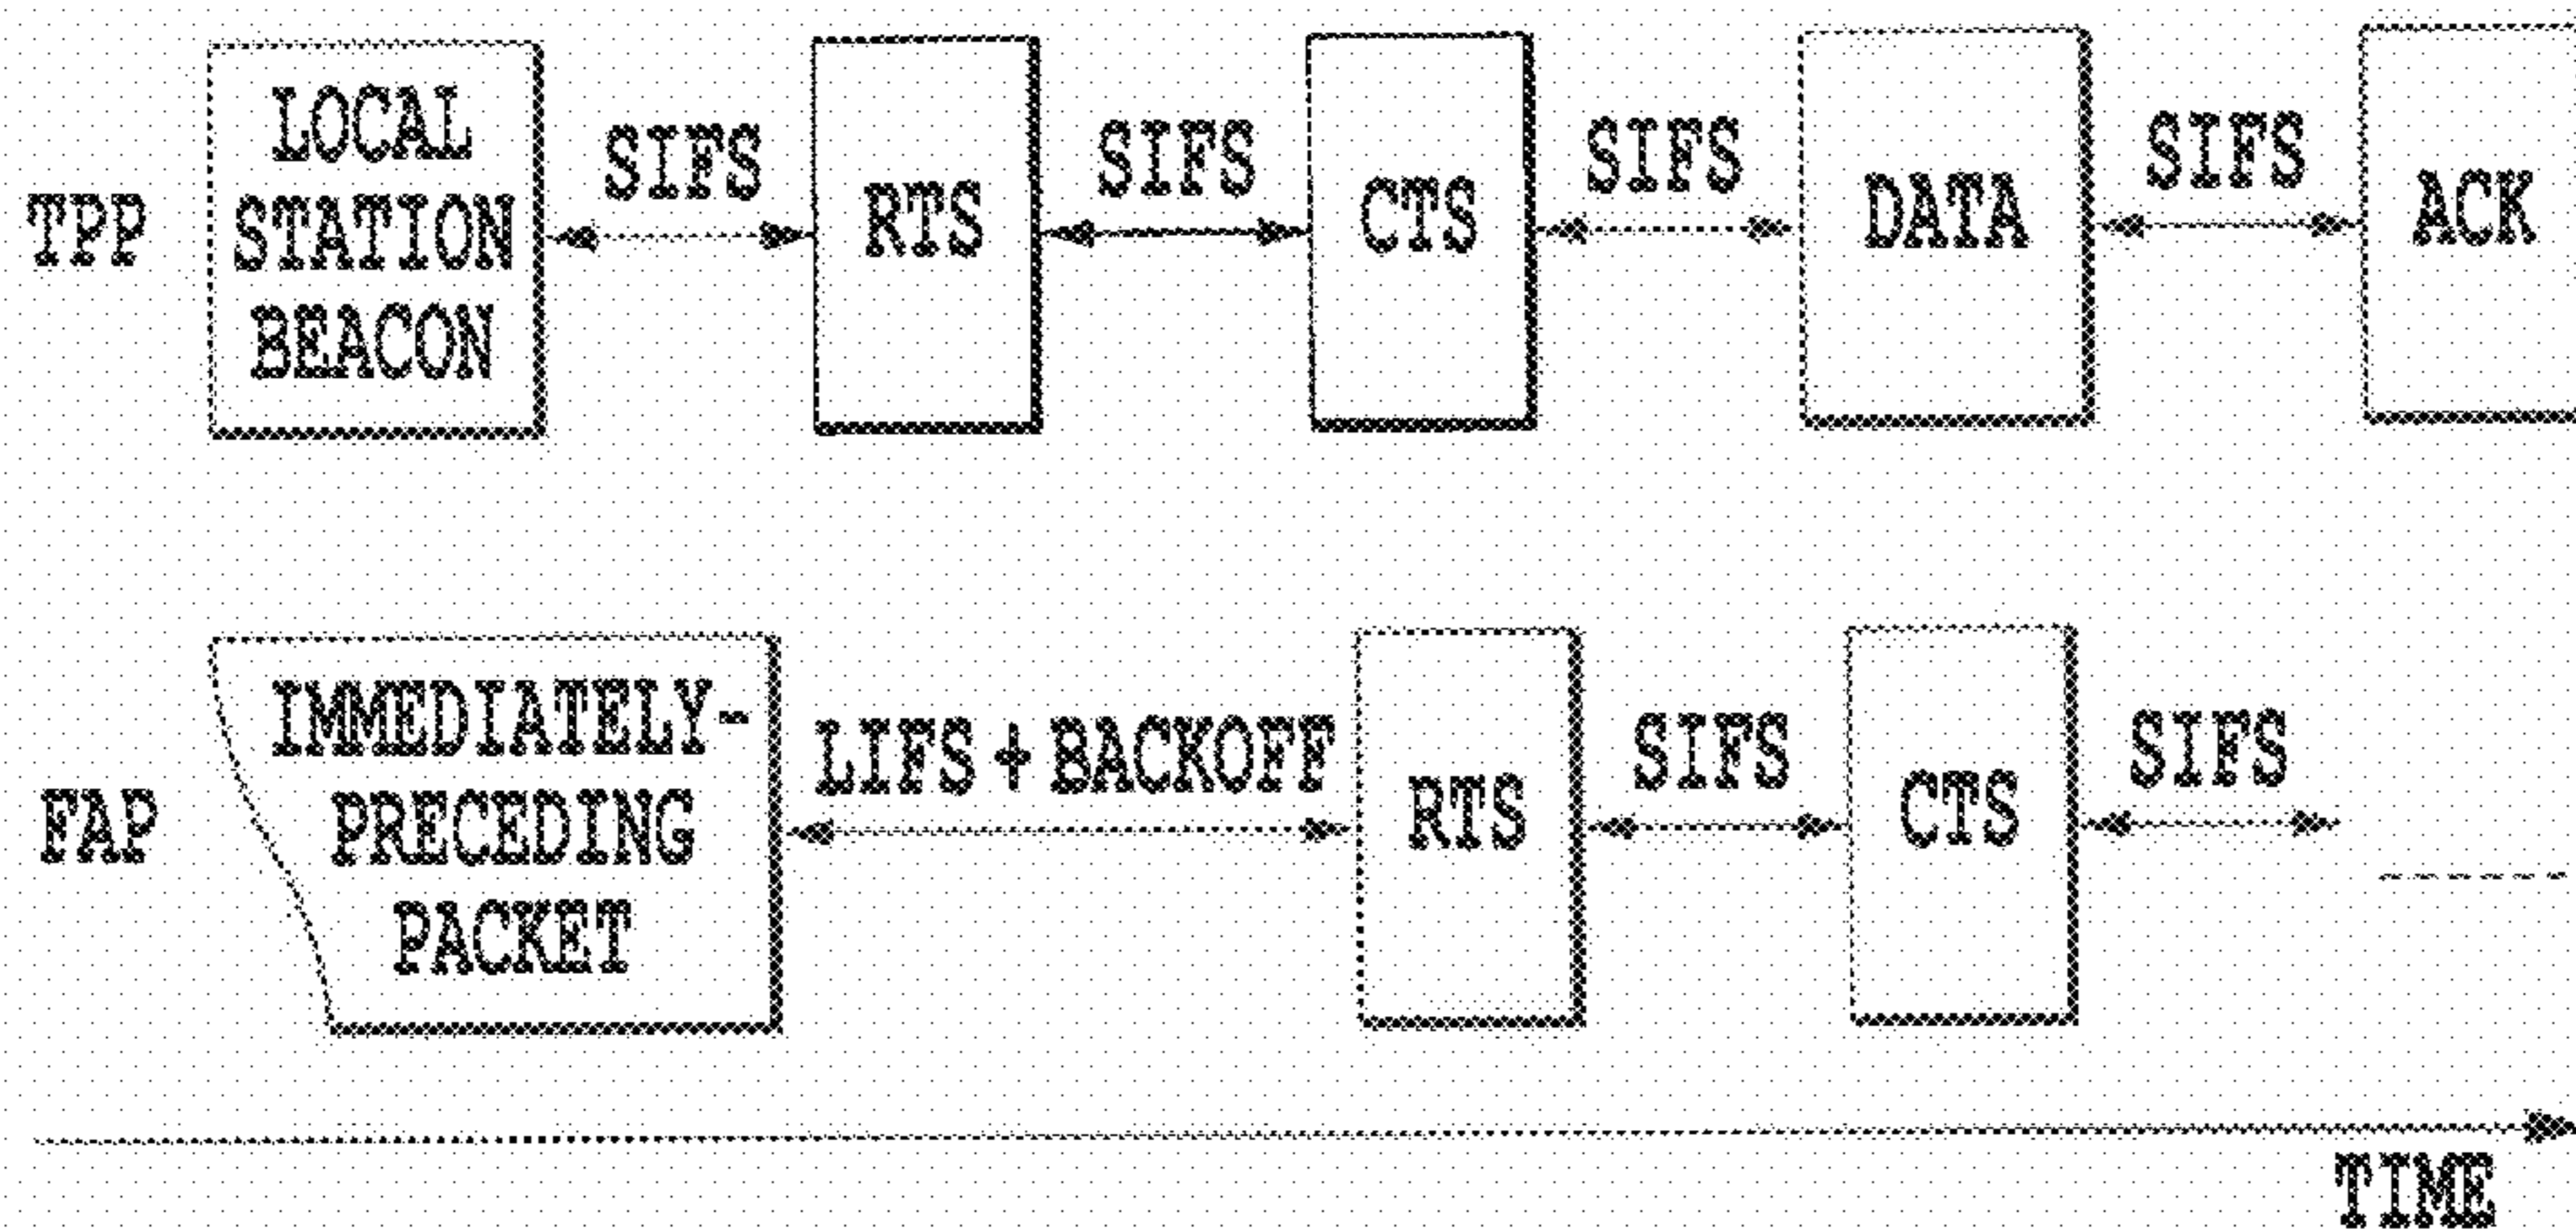 TPP
LOCAL
STATION
BEACON
SIFS
RTS
SIFS
CTS
SIFS
DATA
SIFS
ACK
FAP
IMMEDIATELY-
PRECEDING
PACKET
LIFS + BACKOFF
RTS
SIFS
CTS
SIFS
TIME